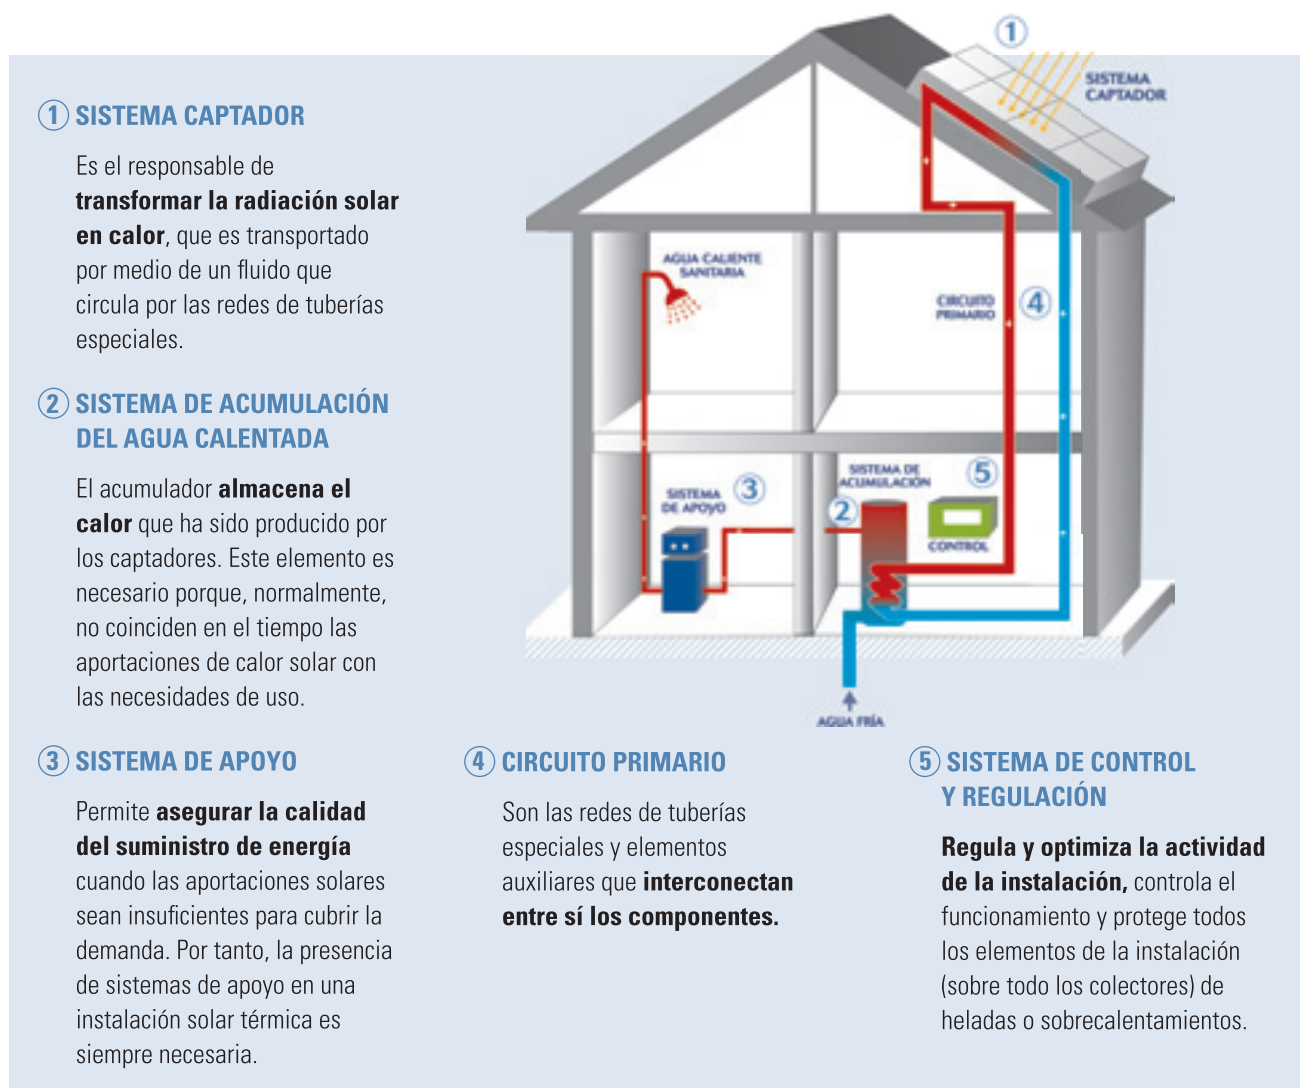 1
SISTEMA
CAPTADOR
1 SISTEMA CAPTADOR
Es el responsable de
transformar la radiación solar
en calor, que es transportado
por medio de un fluido que
circula por las redes de tuberías
especiales.
2 SISTEMA DE ACUMULACIÓN
DEL AGUA CALENTADA
El acumulador almacena el
calor que ha sido producido por
los captadores. Este elemento es
necesario porque, normalmente,
no coinciden en el tiempo las
aportaciones de calor solar con
las necesidades de uso.
AGUA CALIENTE
SANITARIA
CIRCUITO
PRIMARIO
4
SISTEMA
DE APOYO
3
SISTEMA DE
ACUMULACIÓN
2
5
CONTROL
AGUA FRÍA
3 SISTEMA DE APOYO
Permite asegurar la calidad
del suministro de energía
cuando las aportaciones solares
sean insuficientes para cubrir la
demanda. Por tanto, la presencia
de sistemas de apoyo en una
instalación solar térmica es
siempre necesaria.
4 CIRCUITO PRIMARIO
Son las redes de tuberías
especiales y elementos
auxiliares que interconectan
entre sí los componentes.
5 SISTEMA DE CONTROL
Y REGULACIÓN
Regula y optimiza la actividad
de la instalación, controla el
funcionamiento y protege todos
los elementos de la instalación
(sobre todo los colectores) de
heladas o sobrecalentamientos.